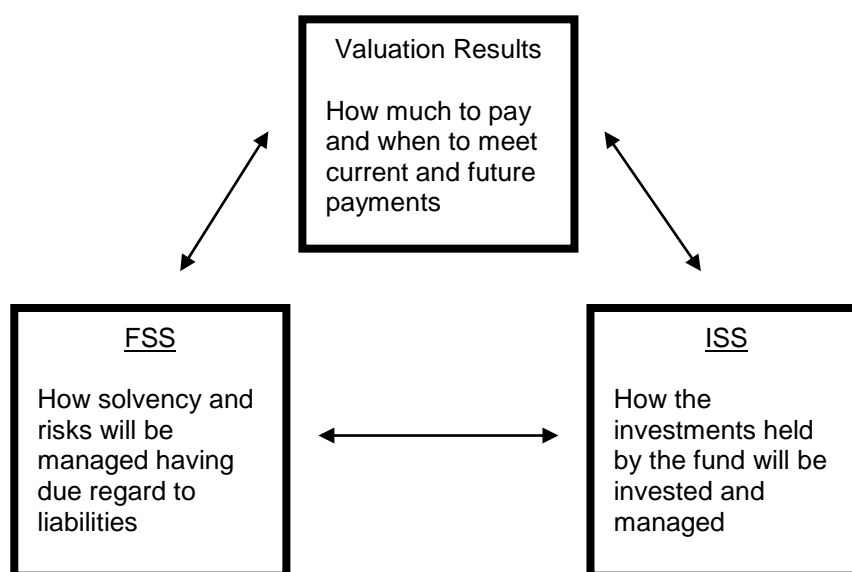 Valuation Results
How much to pay
and when to meet
current and future
payments
FSS
How solvency and
risks will be
managed having
due regard to
liabilities
ISS
How the
investments held
by the fund will be
invested and
managed